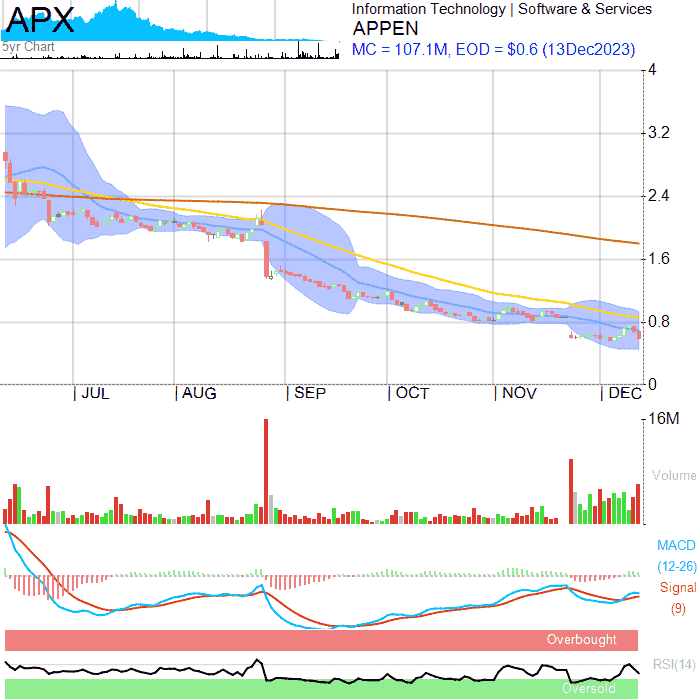 APX
5yr Chart
Information Technology | Software & Services
APPEN
MC = 107.1M, EOD = $0.6 (13Dec2023)
4
3.2
2.4
1.6
0.8
0
| JUL | AUG | SEP | OCT | NOV | DEC
16M
Volume
MACD
(12-26)
Signal
(9)
Overbought
RSI(14)
Oversold